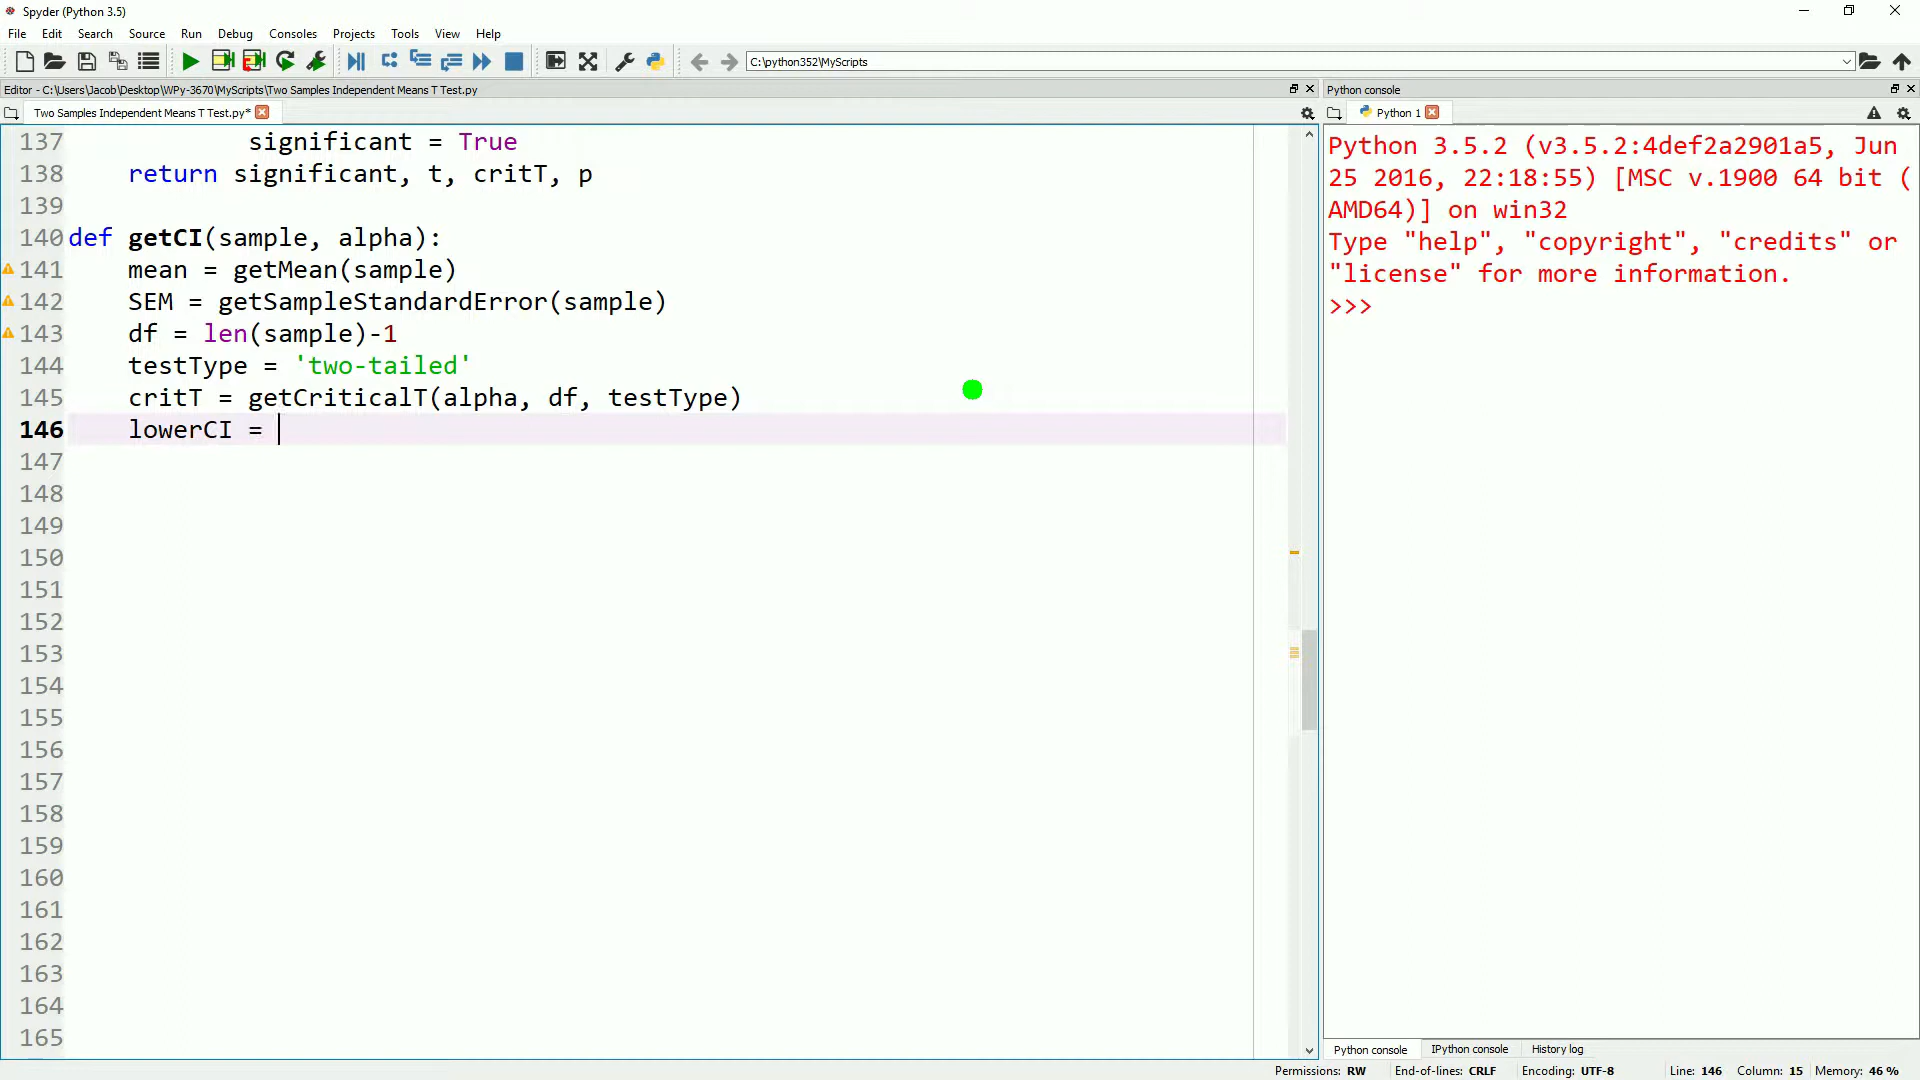 Spyder (Python 3.5)
File Edit Search Source Run Debug Consoles Projects Tools View Help
C:\python352\MyScripts
Editor - C:\Users\Jacob\Desktop\WPy-3670\MyScripts\Two Samples Independent Means T Test.py
Two Samples Independent Means T Test.py*
137 significant = True
138 return significant, t, critT, p
139
140 def getCI(sample, alpha):
141 mean = getMean(sample)
142 SEM = getSampleStandardError(sample)
143 df = len(sample)-1
144 testType = 'two-tailed'
145 critT = getCriticalT(alpha, df, testType)
146 lowerCI =
147
148
149
150
151
152
153
154
155
156
157
158
159
160
161
162
163
164
165
Python console
Python 1
Python 3.5.2 (v3.5.2:4def2a2901a5, Jun
25 2016, 22:18:55) [MSC v.1900 64 bit (
AMD64)] on win32
Type "help", "copyright", "credits" or
"license" for more information.
>>>
Python console IPython console History log
Permissions: RW End-of-lines: CRLF Encoding: UTF-8 Line: 146 Column: 15 Memory: 46 %